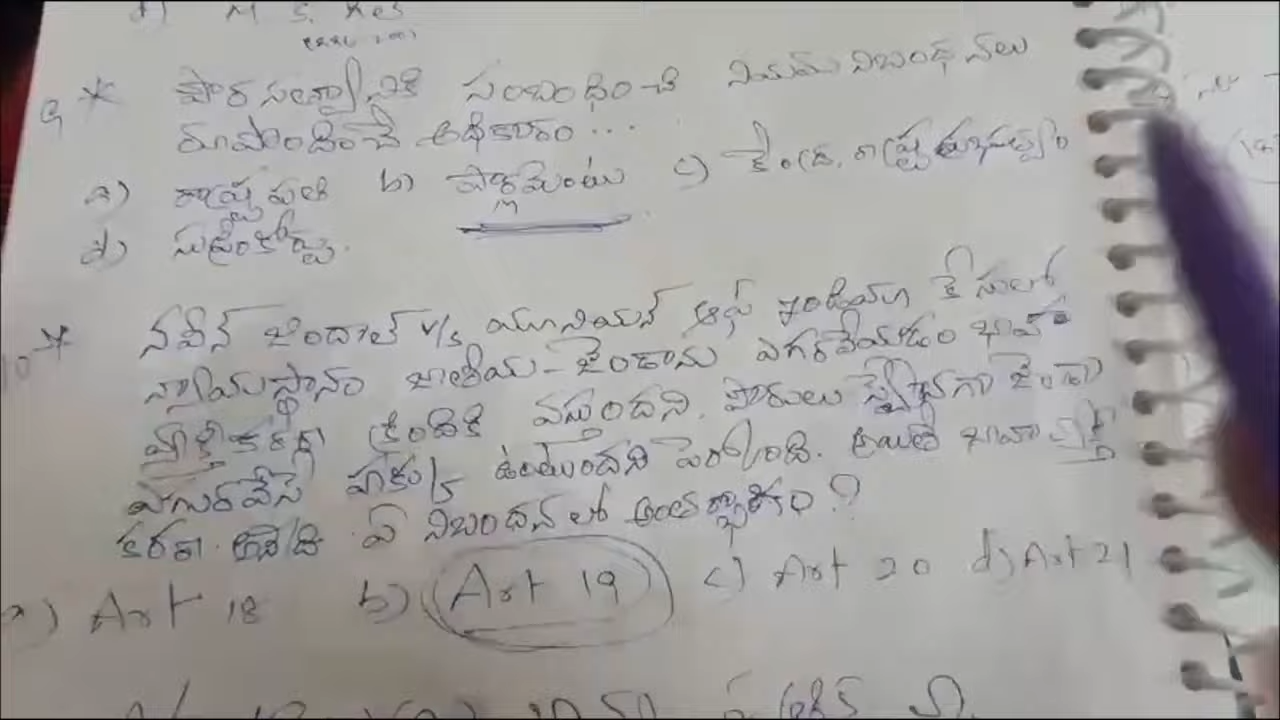 9 * పౌరసత్వానికి సంబంధించి నియమ నిబంధనలు
రూపొందించే అధికారం ...
a) రాష్ట్రపతి b) పార్లమెంటు c) కేంద్ర, రాష్ట్ర
d) సుప్రీంకోర్టు.
10 * నవీన్ జిందాల్ v/s యూనియన్ ఆఫ్ ఇండియా కేసులో
న్యాయస్థానం జాతీయ - జెండాను ఎగరవేయడం భావ
వ్యక్తీకరణ క్రిందికి వస్తుందని. పౌరులు స్వేచ్ఛగా జెండా
ఎగురవేసే హక్కు ఉంటుందని పేర్కొంది. అయితే భావ వ్యక్తీ
కరణ అనేది ఏ నిబంధనలో అంతర్భాగం ?
a) Art 18 b) Art 19 c) Art 20 d) Art 21